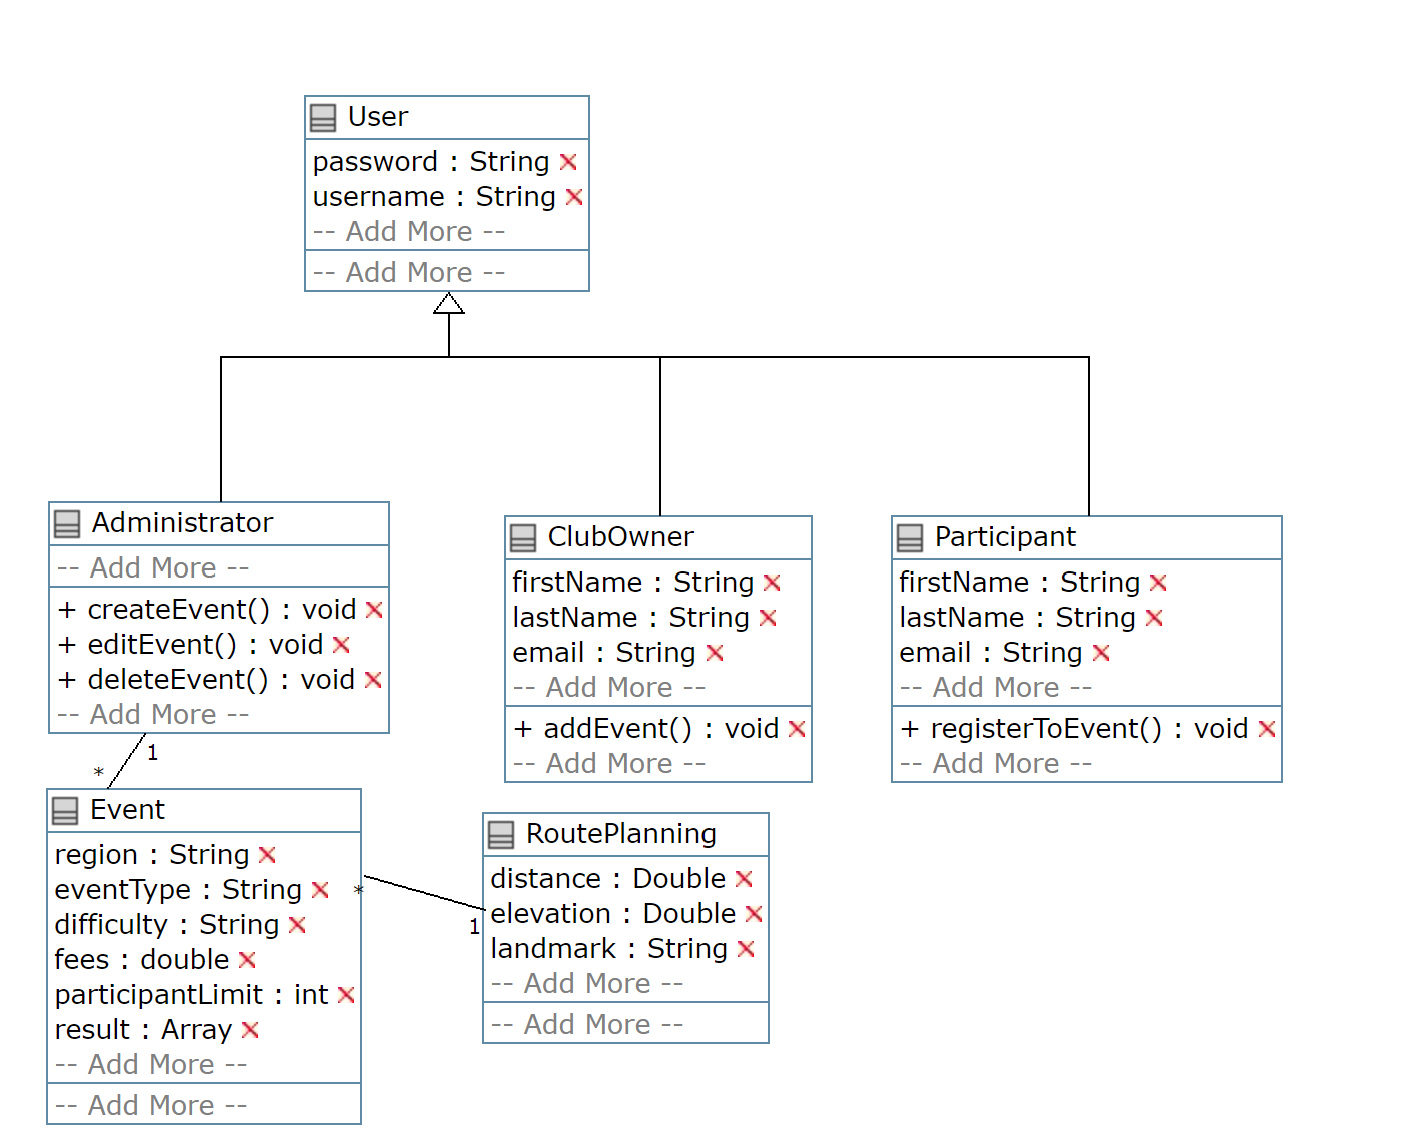 User
password : String
username : String
-- Add More --
-- Add More --
Administrator
-- Add More --
+ createEvent() : void
+ editEvent() : void
+ deleteEvent() : void
-- Add More --
ClubOwner
firstName : String
lastName : String
email : String
-- Add More --
+ addEvent() : void
-- Add More --
Participant
firstName : String
lastName : String
email : String
-- Add More --
+ registerToEvent() : void
-- Add More --
1
*
Event
region : String
eventType : String
difficulty : String
fees : double
participantLimit : int
result : Array
-- Add More --
-- Add More --
*
1
RoutePlanning
distance : Double
elevation : Double
landmark : String
-- Add More --
-- Add More --